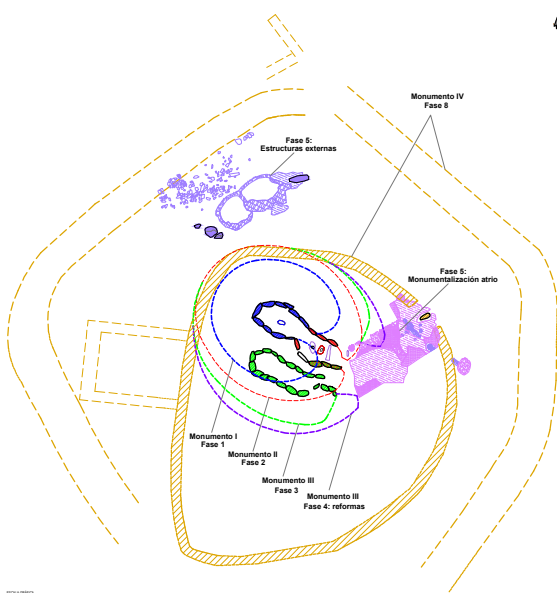 4
Monumento IV
Fase 8
Fase 5:
Estructuras externas
Fase 5:
Monumentalización atrio
Monumento I
Fase 1
Monumento II
Fase 2
Monumento III
Fase 3
Monumento III
Fase 4: reformas